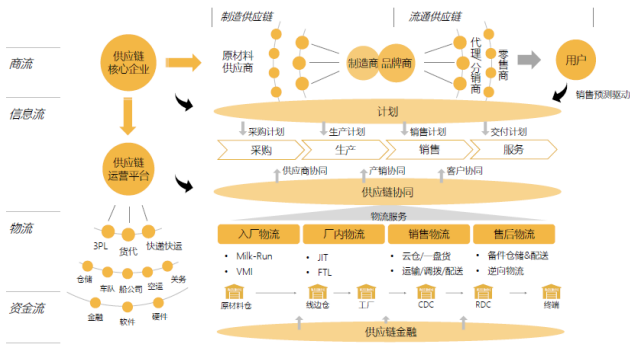 制造供应链
流通供应链
商流
信息流
物流
资金流
供应链
核心企业
供应链
运营平台
3PL
货代
快递快运
仓储
车队
船公司
空运
关务
金融
软件
硬件
原材料
供应商
制造商
品牌商
代理/分销商
零售商
用户
销售预测驱动
计划
采购计划
生产计划
销售计划
交付计划
采购
生产
销售
服务
供应商协同
产销协同
客户协同
供应链协同
物流服务
入厂物流
厂内物流
销售物流
售后物流
• Milk-Run
• VMI
• JIT
• FTL
• 云仓/一盘货
• 运输/调拨/配送
• 备件仓储&配送
• 逆向物流
原材料仓
线边仓
工厂
CDC
RDC
终端
供应链金融